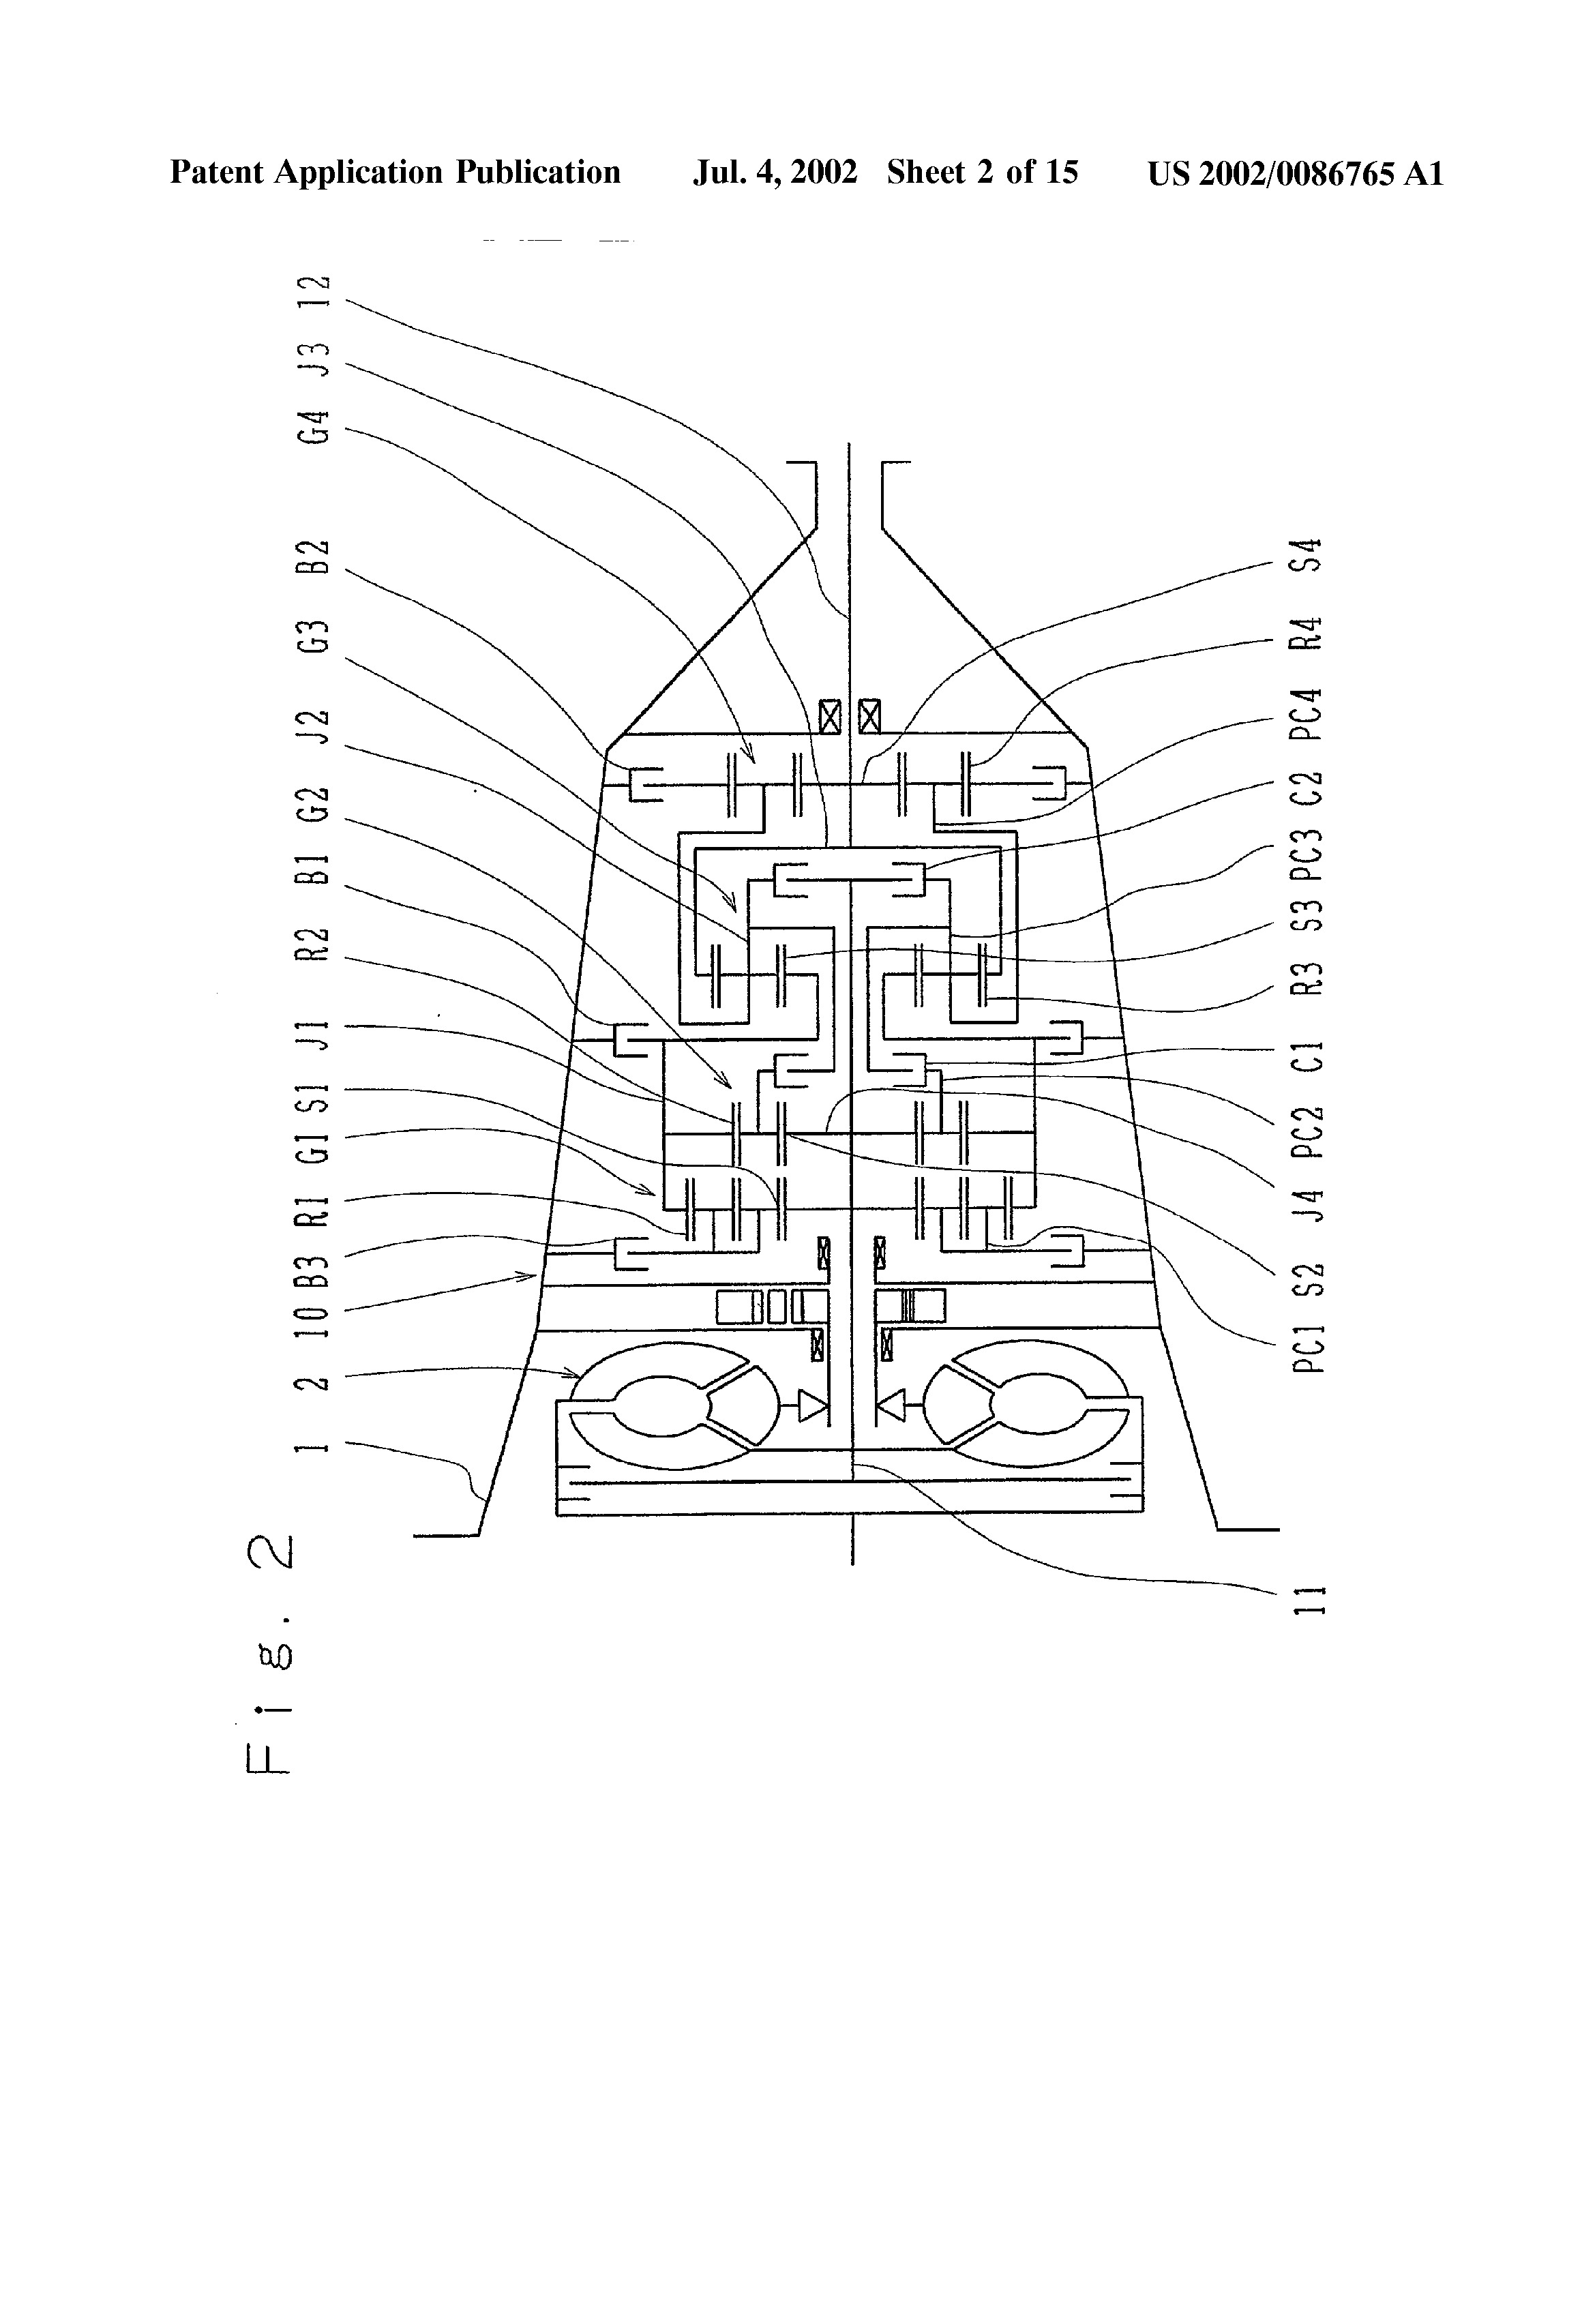 Patent Application Publication Jul. 4, 2002 Sheet 2 of 15 US 2002/0086765 A1
Fig. 2
1 2 10 B3 R1 G1 S1 J1 R2 B1 G2 J2 G3 B2 G4 J3 12
11 PC1 S2 J4 PC2 C1 R3 S3 PC3 C2 PC4 R4 S4